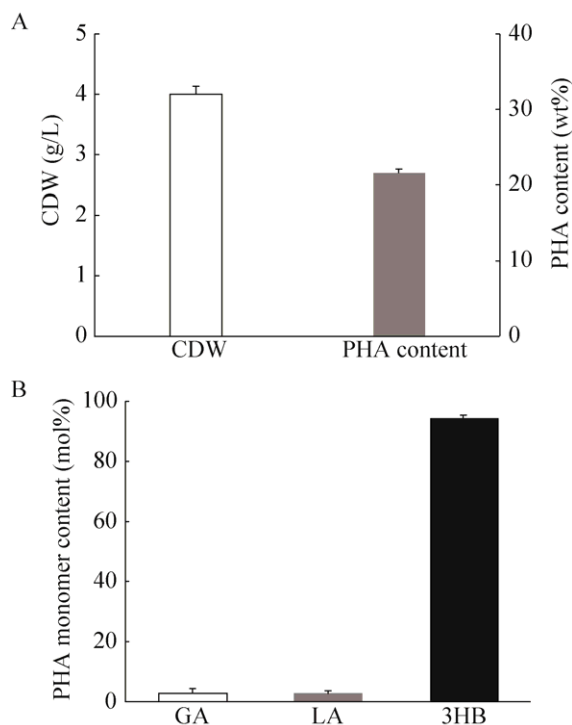 A
CDW (g/L)
5
4
3
2
1
0
CDW
PHA content
40
30
20
10
0
PHA content (wt%)
B
PHA monomer content (mol%)
100
80
60
40
20
0
GA
LA
3HB